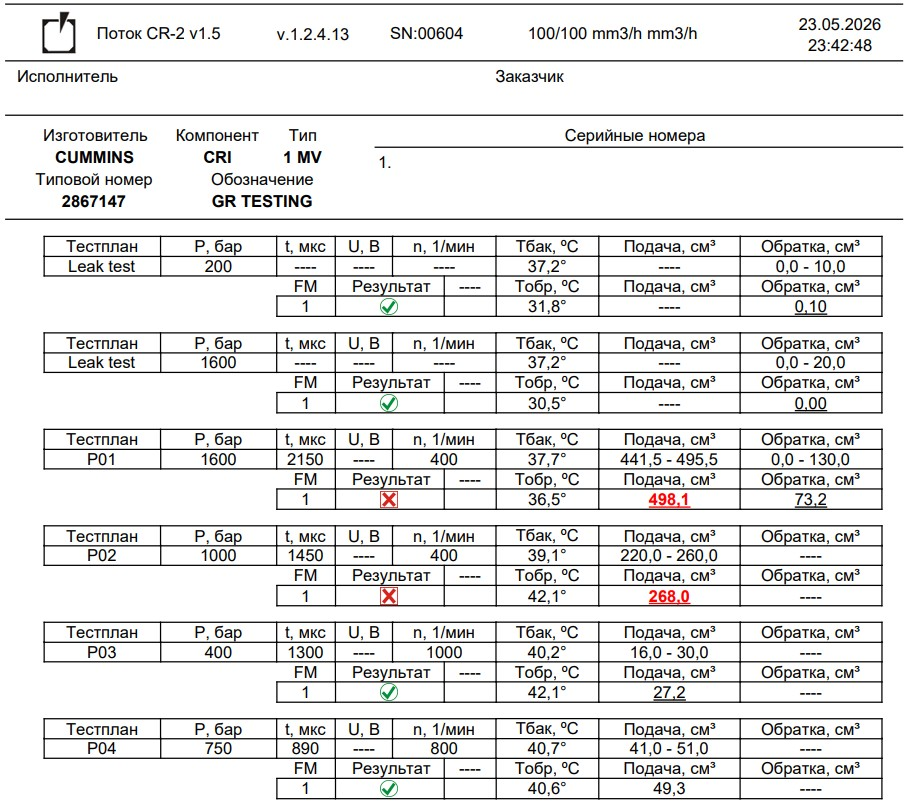 Поток CR-2 v1.5 v.1.2.4.13 SN:00604 100/100 mm3/h mm3/h 23.05.2026
23:42:48
Исполнитель Заказчик
Изготовитель Компонент Тип Серийные номера
CUMMINS CRI 1 MV 1.
Типовой номер Обозначение
2867147 GR TESTING
Тестплан P, бар t, мкс U, В n, 1/мин Тбак, ºC Подача, см³ Обратка, см³
Leak test 200 ---- ---- ---- 37,2° ---- 0,0 - 10,0
FM Результат ---- Тобр, ºC Подача, см³ Обратка, см³
1 31,8° ---- 0,10
Тестплан P, бар t, мкс U, В n, 1/мин Тбак, ºC Подача, см³ Обратка, см³
Leak test 1600 ---- ---- ---- 37,2° ---- 0,0 - 20,0
FM Результат ---- Тобр, ºC Подача, см³ Обратка, см³
1 30,5° ---- 0,00
Тестплан P, бар t, мкс U, В n, 1/мин Тбак, ºC Подача, см³ Обратка, см³
P01 1600 2150 ---- 400 37,7° 441,5 - 495,5 0,0 - 130,0
FM Результат ---- Тобр, ºC Подача, см³ Обратка, см³
1 36,5° 498,1 73,2
Тестплан P, бар t, мкс U, В n, 1/мин Тбак, ºC Подача, см³ Обратка, см³
P02 1000 1450 ---- 400 39,1° 220,0 - 260,0 ----
FM Результат ---- Тобр, ºC Подача, см³ Обратка, см³
1 42,1° 268,0 ----
Тестплан P, бар t, мкс U, В n, 1/мин Тбак, ºC Подача, см³ Обратка, см³
P03 400 1300 ---- 1000 40,2° 16,0 - 30,0 ----
FM Результат ---- Тобр, ºC Подача, см³ Обратка, см³
1 42,1° 27,2 ----
Тестплан P, бар t, мкс U, В n, 1/мин Тбак, ºC Подача, см³ Обратка, см³
P04 750 890 ---- 800 40,7° 41,0 - 51,0 ----
FM Результат ---- Тобр, ºC Подача, см³ Обратка, см³
1 40,6° 49,3 ----